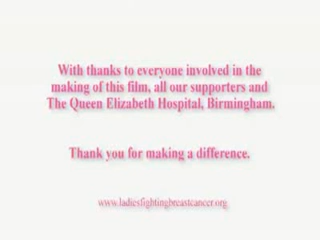 With thanks to everyone involved in the
making of this film, all our supporters and
The Queen Elizabeth Hospital, Birmingham.
Thank you for making a difference.
www.ladiesfightingbreastcancer.org